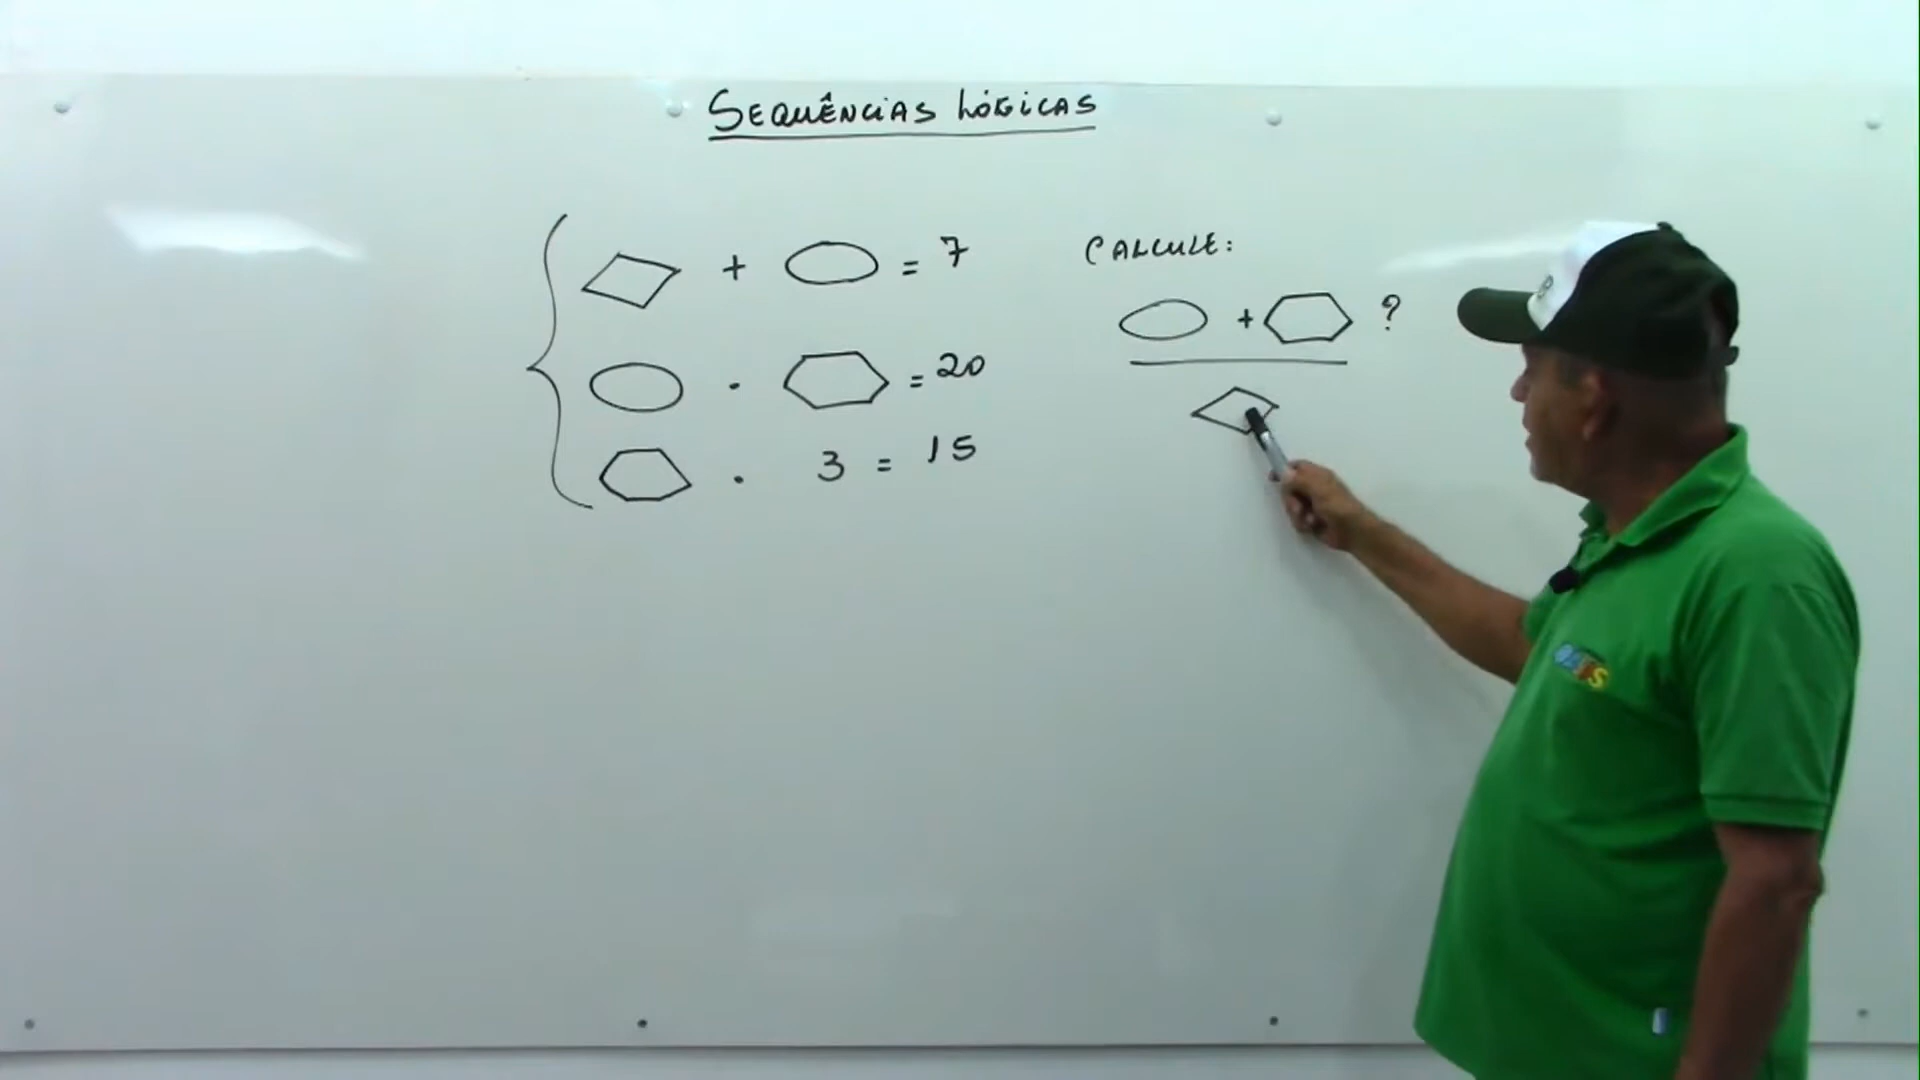 SEQUÊNCIAS LÓGICAS
+ = 7
. = 20
. 3 = 15
CALCULE:
+ ?